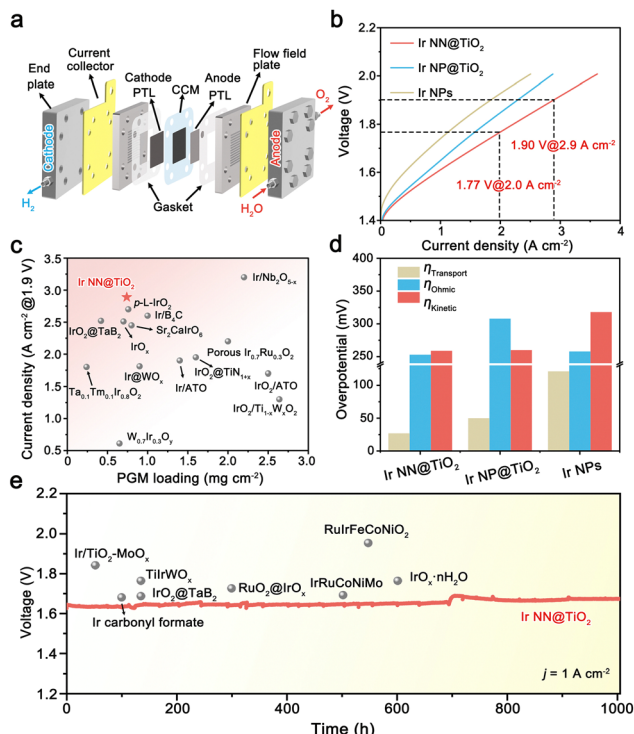 a
End
plate
Current
collector
Cathode
PTL
CCM
Anode
PTL
Flow field
plate
O2
Cathode
Anode
Gasket
H2
H2O
b
Ir NN@TiO2
Ir NP@TiO2
Ir NPs
1.90 V@2.9 A cm-2
1.77 V@2.0 A cm-2
Voltage (V)
2.2
2.0
1.8
1.6
1.4
0 1 2 3 4
Current density (A cm-2)
c
Current density (A cm-2 @1.9 V)
3.5
3.0
2.5
2.0
1.5
1.0
0.5
Ir NN@TiO2
Ir/Nb2O5-x
p-L-IrO2
Ir/B4C
IrO2@TaB2
Sr2CaIrO6
IrOx
Porous Ir0.7Ru0.3O2
Ir@WOx
IrO2@TiN1+x
Ta0.1Tm0.1Ir0.8O2
Ir/ATO
IrO2/ATO
IrO2/Ti1-xWxO2
W0.7Ir0.3Oy
0.0 0.5 1.0 1.5 2.0 2.5 3.0
PGM loading (mg cm-2)
d
Overpotential (mV)
400
350
300
250
100
50
0
ηTransport
ηOhmic
ηKinetic
Ir NN@TiO2
Ir NP@TiO2
Ir NPs
e
Voltage (V)
2.2
2.0
1.8
1.6
1.4
1.2
RuIrFeCoNiO2
Ir/TiO2-MoOx
TiIrWOx
IrO2@TaB2
RuO2@IrOx
IrRuCoNiMo
IrOx·nH2O
Ir carbonyl formate
Ir NN@TiO2
j = 1 A cm-2
0 200 400 600 800 1000
Time (h)